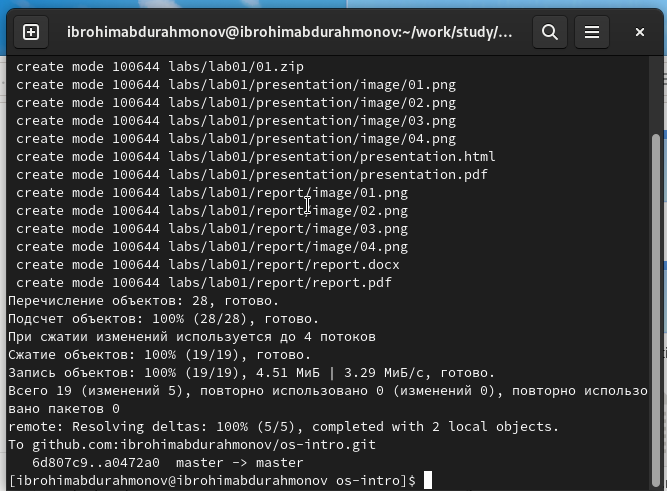 ibrohimabdurahmonov@ibrohimabdurahmonov:~/work/study/...
create mode 100644 labs/lab01/01.zip
create mode 100644 labs/lab01/presentation/image/01.png
create mode 100644 labs/lab01/presentation/image/02.png
create mode 100644 labs/lab01/presentation/image/03.png
create mode 100644 labs/lab01/presentation/image/04.png
create mode 100644 labs/lab01/presentation/presentation.html
create mode 100644 labs/lab01/presentation/presentation.pdf
create mode 100644 labs/lab01/report/image/01.png
create mode 100644 labs/lab01/report/image/02.png
create mode 100644 labs/lab01/report/image/03.png
create mode 100644 labs/lab01/report/image/04.png
create mode 100644 labs/lab01/report/report.docx
create mode 100644 labs/lab01/report/report.pdf
Перечисление объектов: 28, готово.
Подсчет объектов: 100% (28/28), готово.
При сжатии изменений используется до 4 потоков
Сжатие объектов: 100% (19/19), готово.
Запись объектов: 100% (19/19), 4.51 МиБ | 3.29 МиБ/с, готово.
Всего 19 (изменений 5), повторно использовано 0 (изменений 0), повторно использо
вано пакетов 0
remote: Resolving deltas: 100% (5/5), completed with 2 local objects.
To github.com:ibrohimabdurahmonov/os-intro.git
6d807c9..a0472a0  master -> master
[ibrohimabdurahmonov@ibrohimabdurahmonov os-intro]$